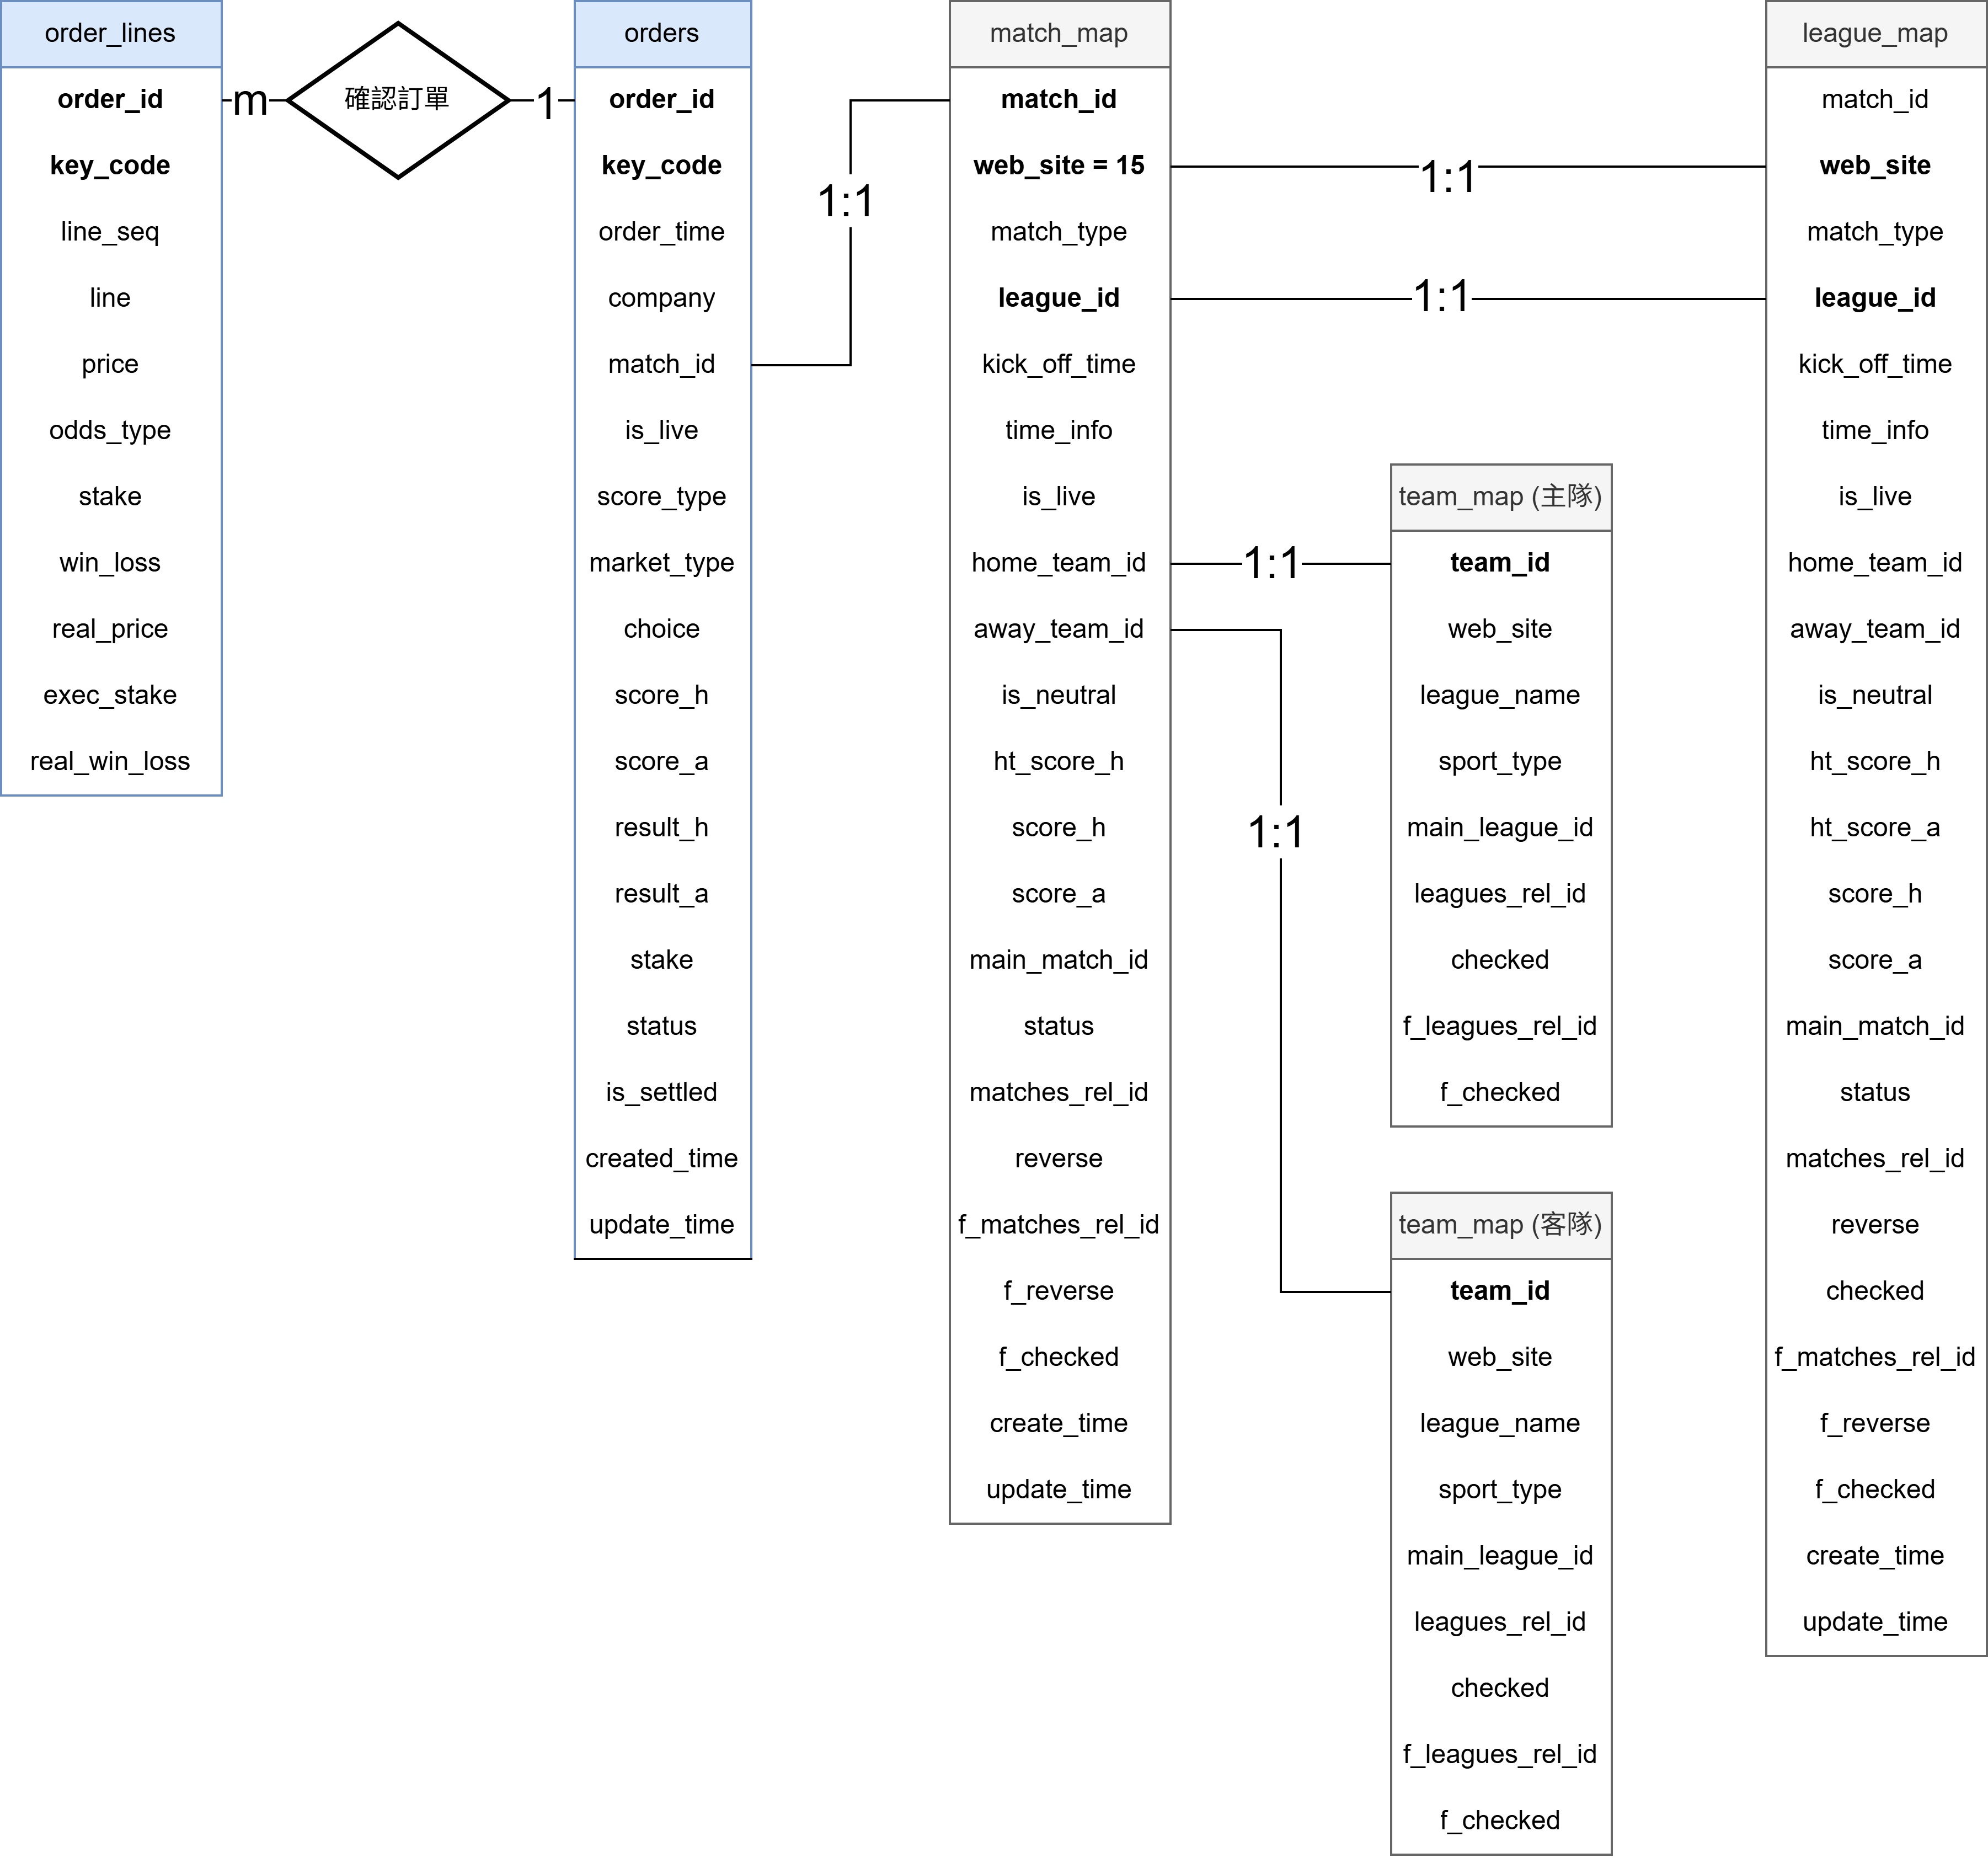 order_lines
order_id
key_code
line_seq
line
price
odds_type
stake
win_loss
real_price
exec_stake
real_win_loss
m
確認訂單
1
orders
order_id
key_code
order_time
company
match_id
is_live
score_type
market_type
choice
score_h
score_a
result_h
result_a
stake
status
is_settled
created_time
update_time
1:1
match_map
match_id
web_site = 15
match_type
league_id
kick_off_time
time_info
is_live
home_team_id
away_team_id
is_neutral
ht_score_h
score_h
score_a
main_match_id
status
matches_rel_id
reverse
f_matches_rel_id
f_reverse
f_checked
create_time
update_time
1:1
1:1
1:1
1:1
team_map (主隊)
team_id
web_site
league_name
sport_type
main_league_id
leagues_rel_id
checked
f_leagues_rel_id
f_checked
team_map (客隊)
team_id
web_site
league_name
sport_type
main_league_id
leagues_rel_id
checked
f_leagues_rel_id
f_checked
league_map
match_id
web_site
match_type
league_id
kick_off_time
time_info
is_live
home_team_id
away_team_id
is_neutral
ht_score_h
ht_score_a
score_h
score_a
main_match_id
status
matches_rel_id
reverse
checked
f_matches_rel_id
f_reverse
f_checked
create_time
update_time